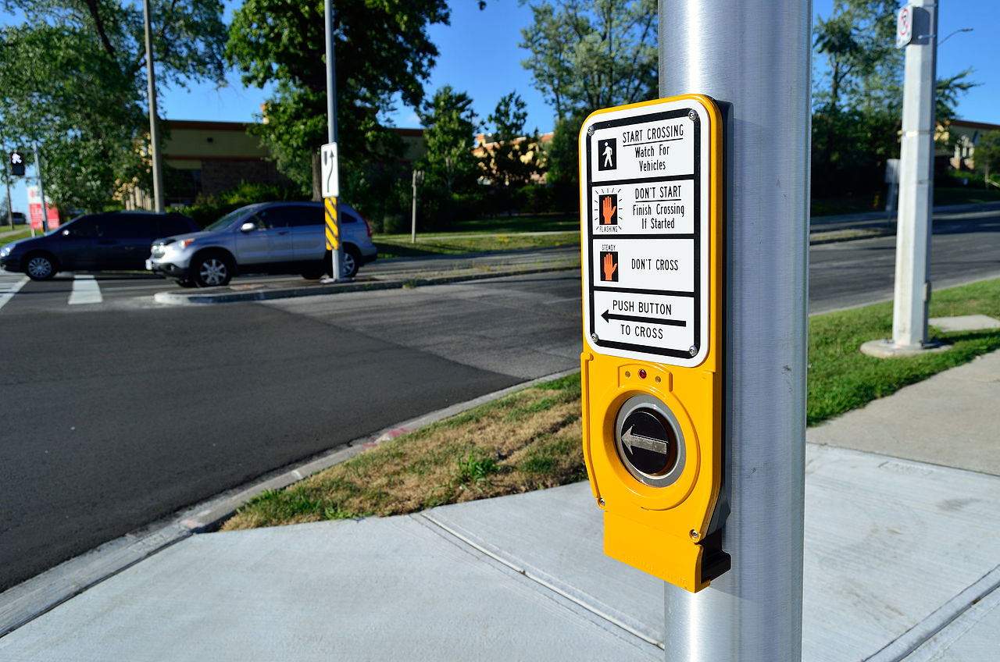 START CROSSING
Watch For
Vehicles
DON'T START
Finish Crossing
If Started
FLASHING
STEADY
DON'T CROSS
PUSH BUTTON
TO CROSS